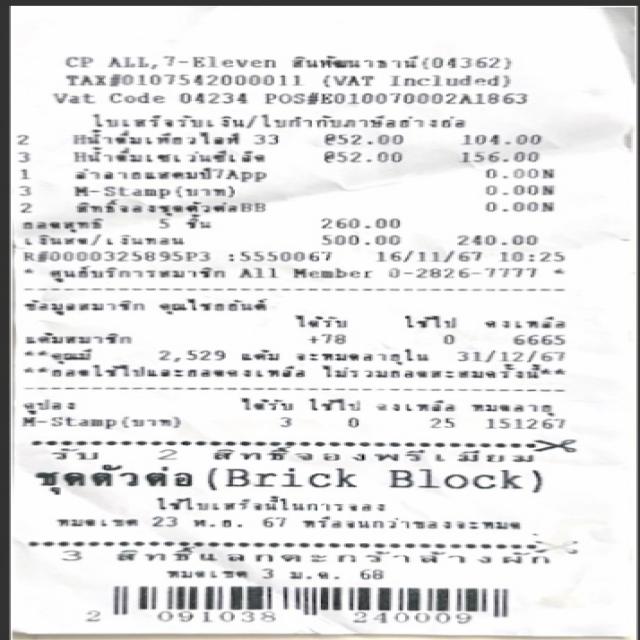 CP ALL,7-Eleven สินพัฒนาธานี(04362)
TAX#0107542000011 (VAT Included)
Vat Code 04234 POS#E010070002A1863
ใบเสร็จรับเงิน/ใบกำกับภาษีอย่างย่อ
2 Hน้ำดื่มเพียวไลฟ์ 33 @52.00 104.00
3 Hน้ำดื่มเซเว่นซีเล็ค @52.00 156.00
1 7App 0.00N
3 M-Stamp(บาท) 0.00N
2 สิทธิ์จองชุดตัวต่อBB 0.00N
ยอดสุทธิ 5 ชิ้น 260.00
เงินสด/เงินทอน 500.00 240.00
R#0000325895P3 :5550067 16/11/67 10:25
* ศูนย์บริการสมาชิก All Member 0-2826-7777 *
ข้อมูลสมาชิก คุณไชยยันต์
ได้รับ ใช้ไป คงเหลือ
แต้มสมาชิก +78 0 6665
**คุณมี 2,529 แต้ม จะหมดอายุใน 31/12/67
**ยอดใช้ไปและยอดคงเหลือ ไม่รวมยอดสะสมครั้งนี้**
คูปอง ได้รับ ใช้ไป คงเหลือ หมดอายุ
M-Stamp(บาท) 3 0 25 151267
รับ 2 สิทธิ์จองพรีเมียม
ชุดตัวต่อ(Brick Block)
ใช้ใบเสร็จนี้ในการจอง
หมดเขต 23 พ.ย. 67 หรือจนกว่าของจะหมด
3 สิทธิ์แลกตะกร้าล้างผัก
หมดเขต 3 ม.ค. 68
2 091038 240009